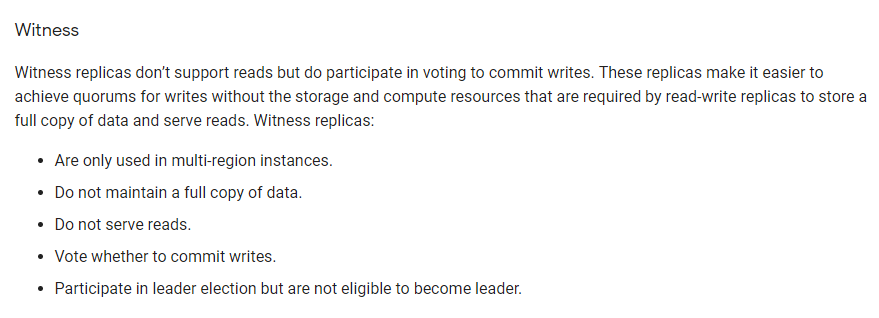 Witness
Witness replicas don’t support reads but do participate in voting to commit writes. These replicas make it easier to
achieve quorums for writes without the storage and compute resources that are required by read-write replicas to store a
full copy of data and serve reads. Witness replicas:
• Are only used in multi-region instances.
• Do not maintain a full copy of data.
• Do not serve reads.
• Vote whether to commit writes.
• Participate in leader election but are not eligible to become leader.